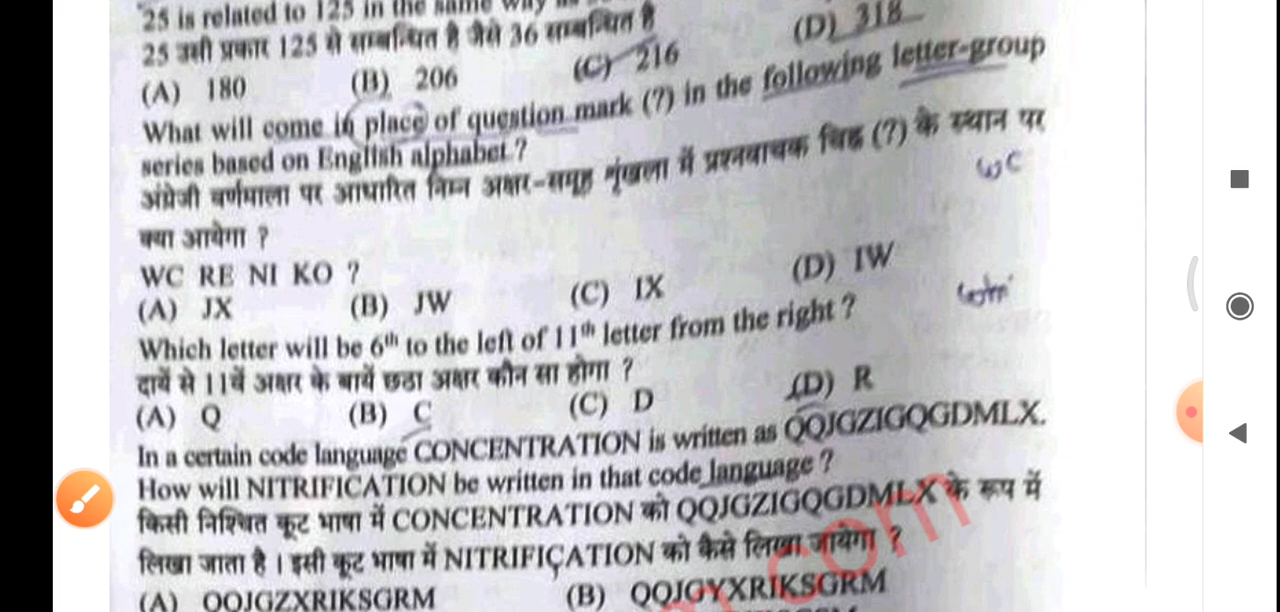 25 is related to 125 in the same way as
25 उसी प्रकार 125 से सम्बन्धित है जैसे 36 सम्बन्धित है
(A) 180 (B) 206 (C) 216 (D) 318
What will come in place of question mark (?) in the following letter-group
series based on English alphabet ?
अंग्रेजी वर्णमाला पर आधारित निम्न अक्षर-समूह शृंखला में प्रश्नवाचक चिह्न (?) के स्थान पर
wc
क्या आयेगा ?
WC RE NI KO ?
(A) JX (B) JW (C) IX (D) IW
Which letter will be 6th to the left of 11th letter from the right ?
दायें से 11वें अक्षर के बायें छठा अक्षर कौन सा होगा ?
(A) Q (B) C (C) D (D) R
In a certain code language CONCENTRATION is written as QQJGZIGQGDMLX.
How will NITRIFICATION be written in that code language ?
किसी निश्चित कूट भाषा में CONCENTRATION को QQJGZIGQGDMLX के रूप में
लिखा जाता है । इसी कूट भाषा में NITRIFICATION को कैसे लिखा जायेगा ?
(A) QQJGZXRIKSGRM (B) QQJGYXRIKSGRM
com